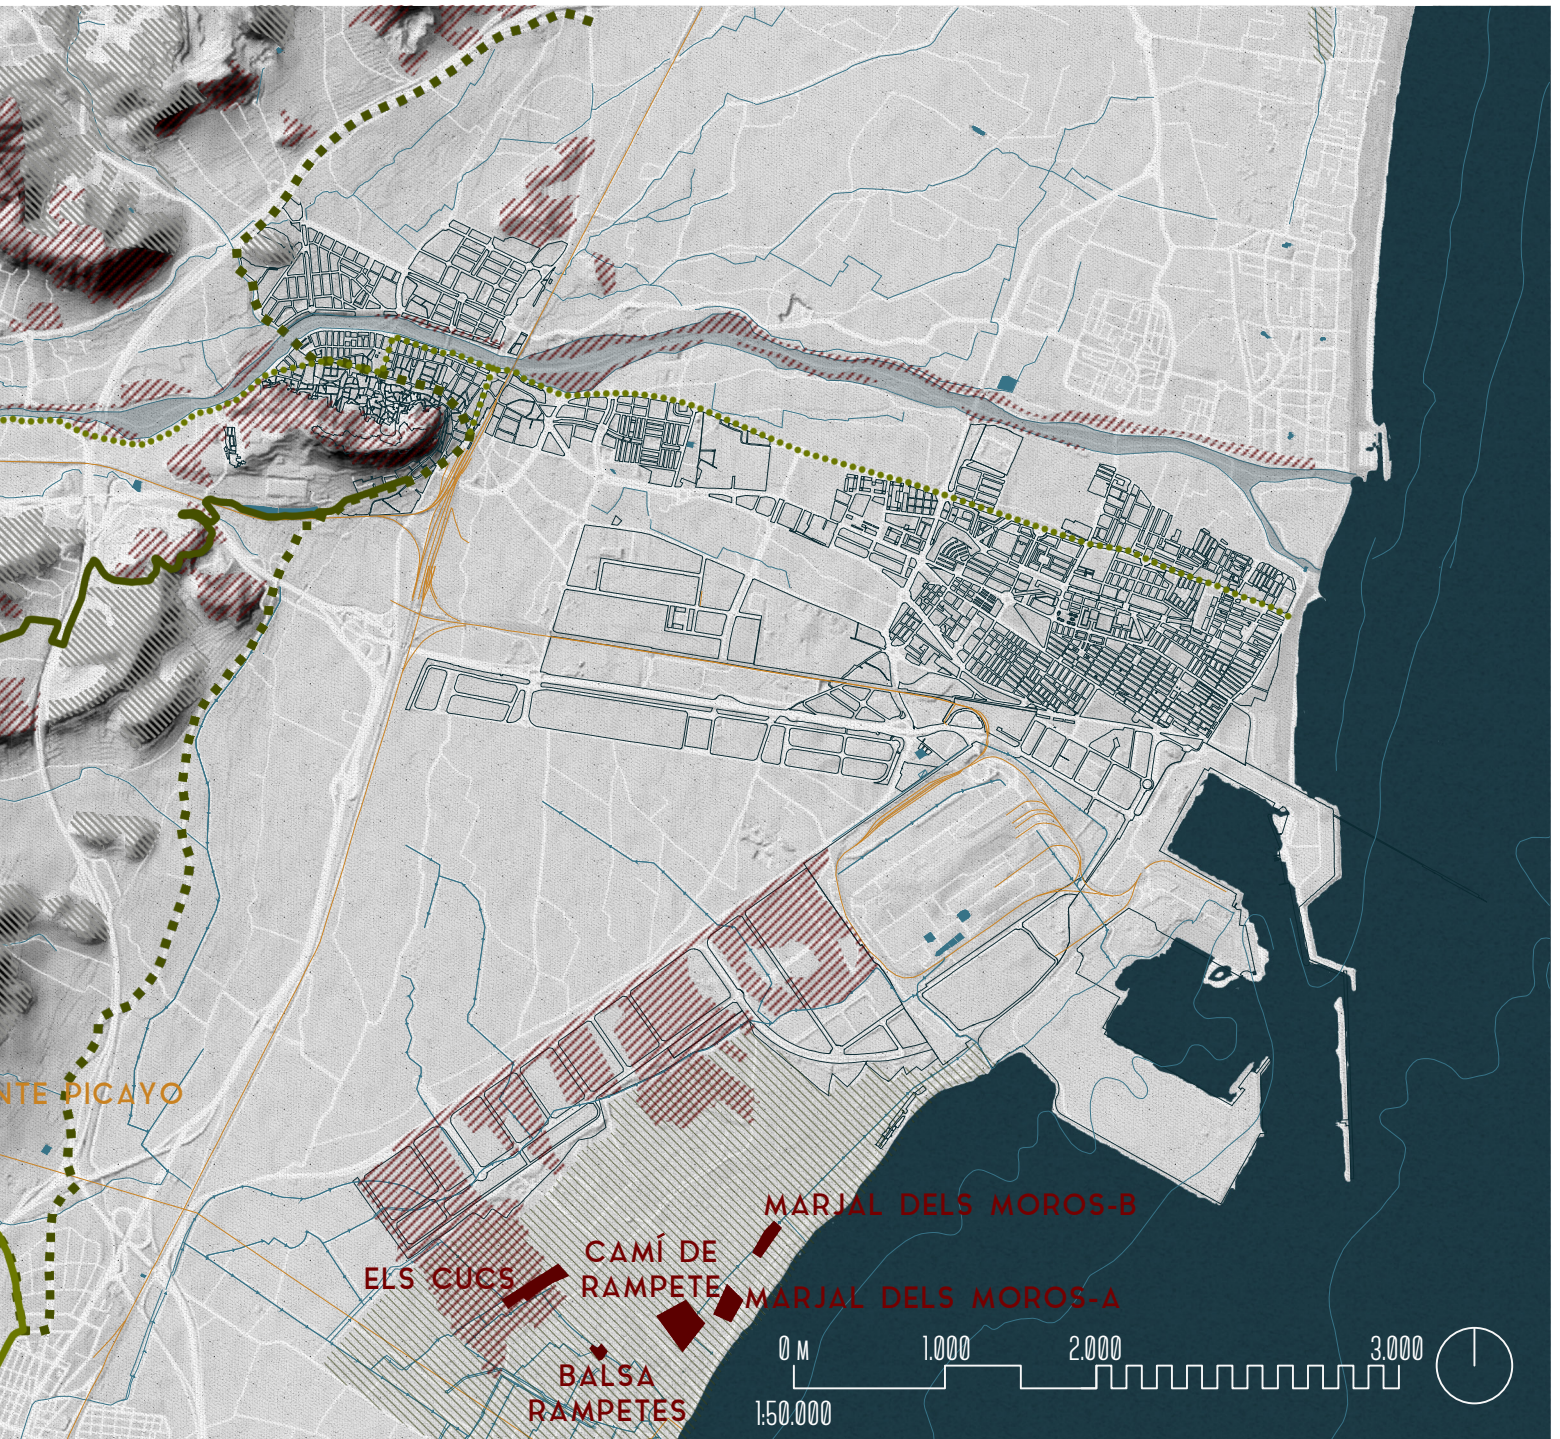 NTE PICAYO
MARJAL DELS MOROS-B
CAMÍ DE
RAMPETE
ELS CUCS
MARJAL DELS MOROS-A
BALSA
RAMPETES
0 M 1.000 2.000 3.000
1:50.000